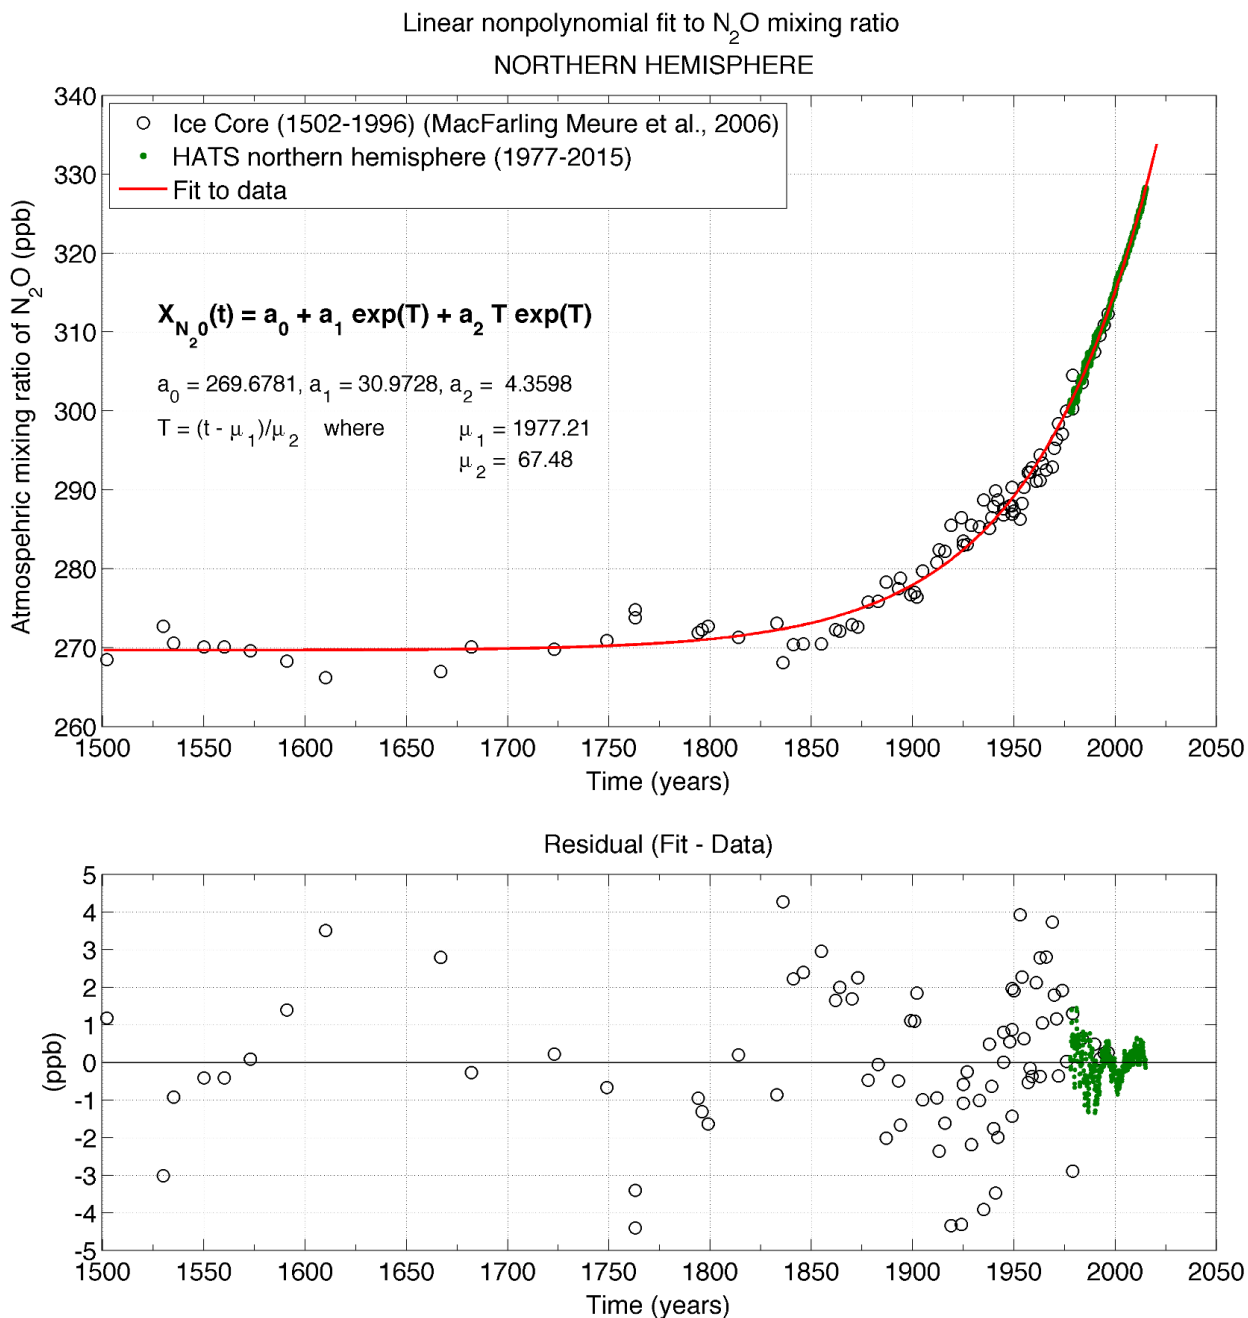 Linear nonpolynomial fit to N₂O mixing ratio
NORTHERN HEMISPHERE
340
330
320
310
300
290
280
270
260
Atmospehric mixing ratio of N₂O (ppb)
Ice Core (1502-1996) (MacFarling Meure et al., 2006)
HATS northern hemisphere (1977-2015)
Fit to data
X_N₂0(t) = a₀ + a₁ exp(T) + a₂ T exp(T)
a₀ = 269.6781, a₁ = 30.9728, a₂ = 4.3598
T = (t - μ₁)/μ₂ where μ₁ = 1977.21
μ₂ = 67.48
1500 1550 1600 1650 1700 1750 1800 1850 1900 1950 2000 2050
Time (years)
Residual (Fit - Data)
5
4
3
2
1
0
-1
-2
-3
-4
-5
(ppb)
1500 1550 1600 1650 1700 1750 1800 1850 1900 1950 2000 2050
Time (years)